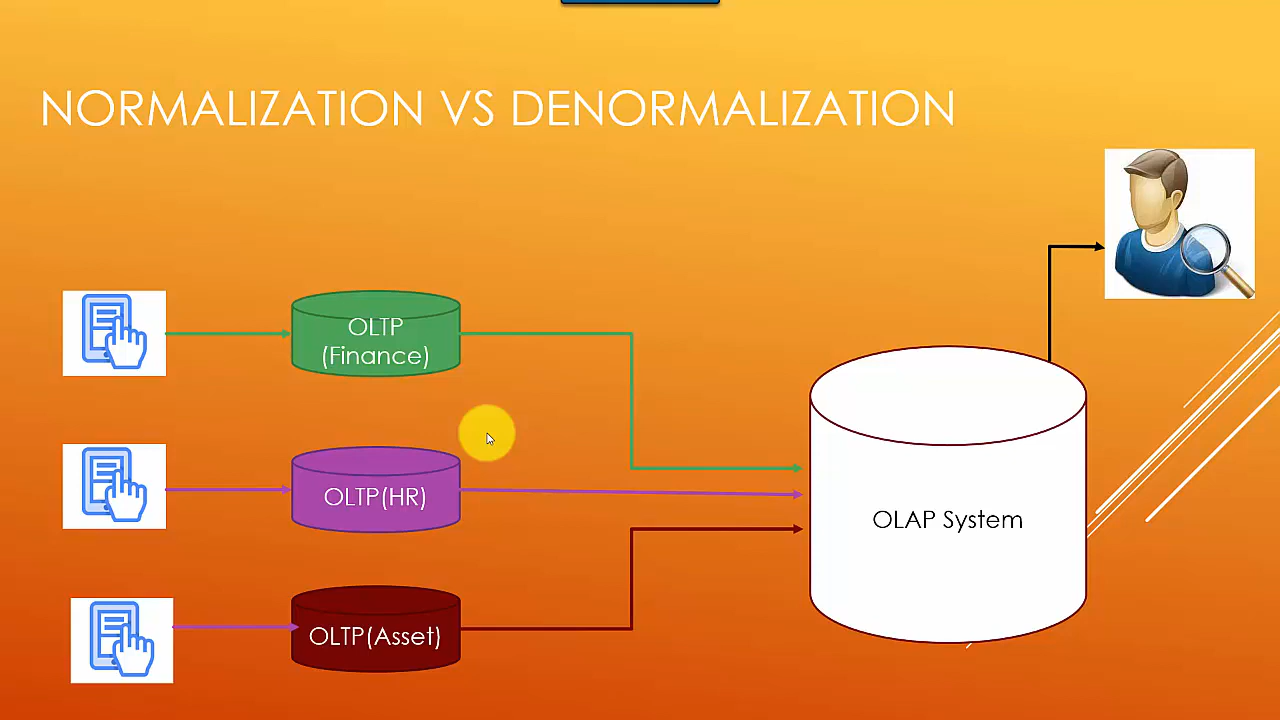 NORMALIZATION VS DENORMALIZATION
OLTP
(Finance)
OLTP(HR)
OLTP(Asset)
OLAP System